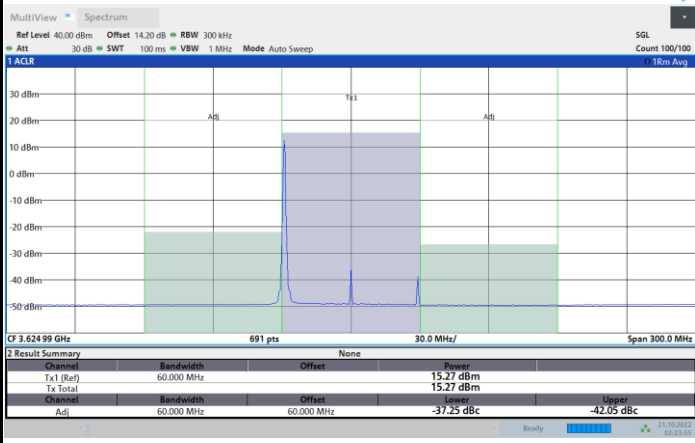 MultiView Spectrum
Ref Level 40.00 dBm Offset 14.20 dB RBW 300 kHz SGL
Att 30 dB SWT 100 ms VBW 1 MHz Mode Auto Sweep Count 100/100
1 ACLR 1Rm Avg
30 dBm
Tx1
20 dBm
Adj Adj
10 dBm
0 dBm
-10 dBm
-20 dBm
-30 dBm
-40 dBm
-50 dBm
CF 3.624 99 GHz 691 pts 30.0 MHz/ Span 300.0 MHz
2 Result Summary None
Channel Bandwidth Offset Power
Tx1 (Ref) 60.000 MHz 15.27 dBm
Tx Total 15.27 dBm
Channel Bandwidth Offset Lower Upper
Adj 60.000 MHz 60.000 MHz -37.25 dBc -42.05 dBc
Ready 21.10.2022
02:23:55